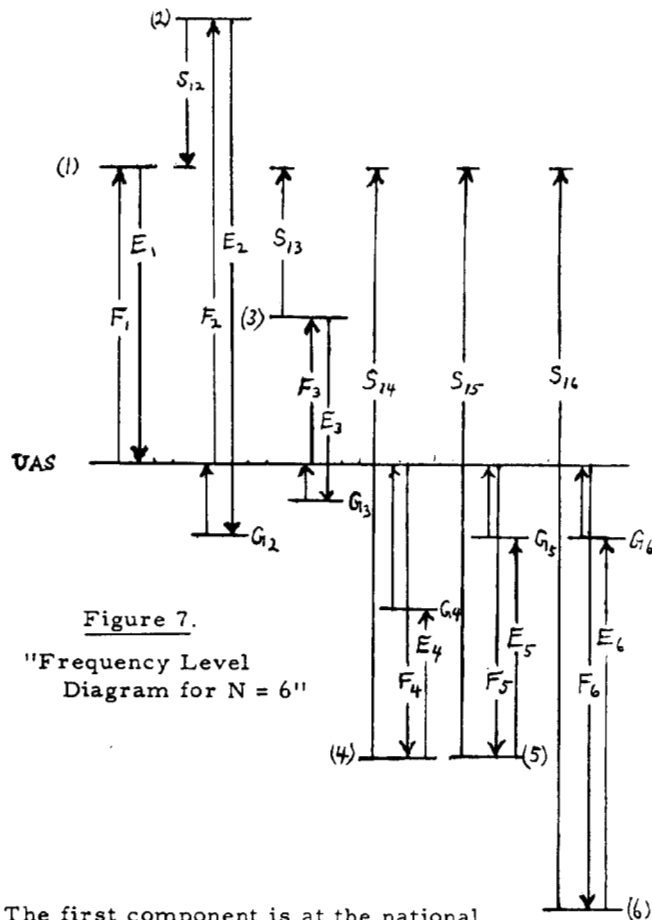 (2)
S₁₂
(1)
E₁
E₂
S₁₃
F₁
F₂
(3)
F₃
S₁₄
S₁₅
S₁₆
E₃
UAS
G₂
G₃
G₅
G₆
G₄
Figure 7.
"Frequency Level
Diagram for N = 6"
E₄
F₄
E₅
F₅
E₆
F₆
(4)
(5)
The first component is at the national
(6)